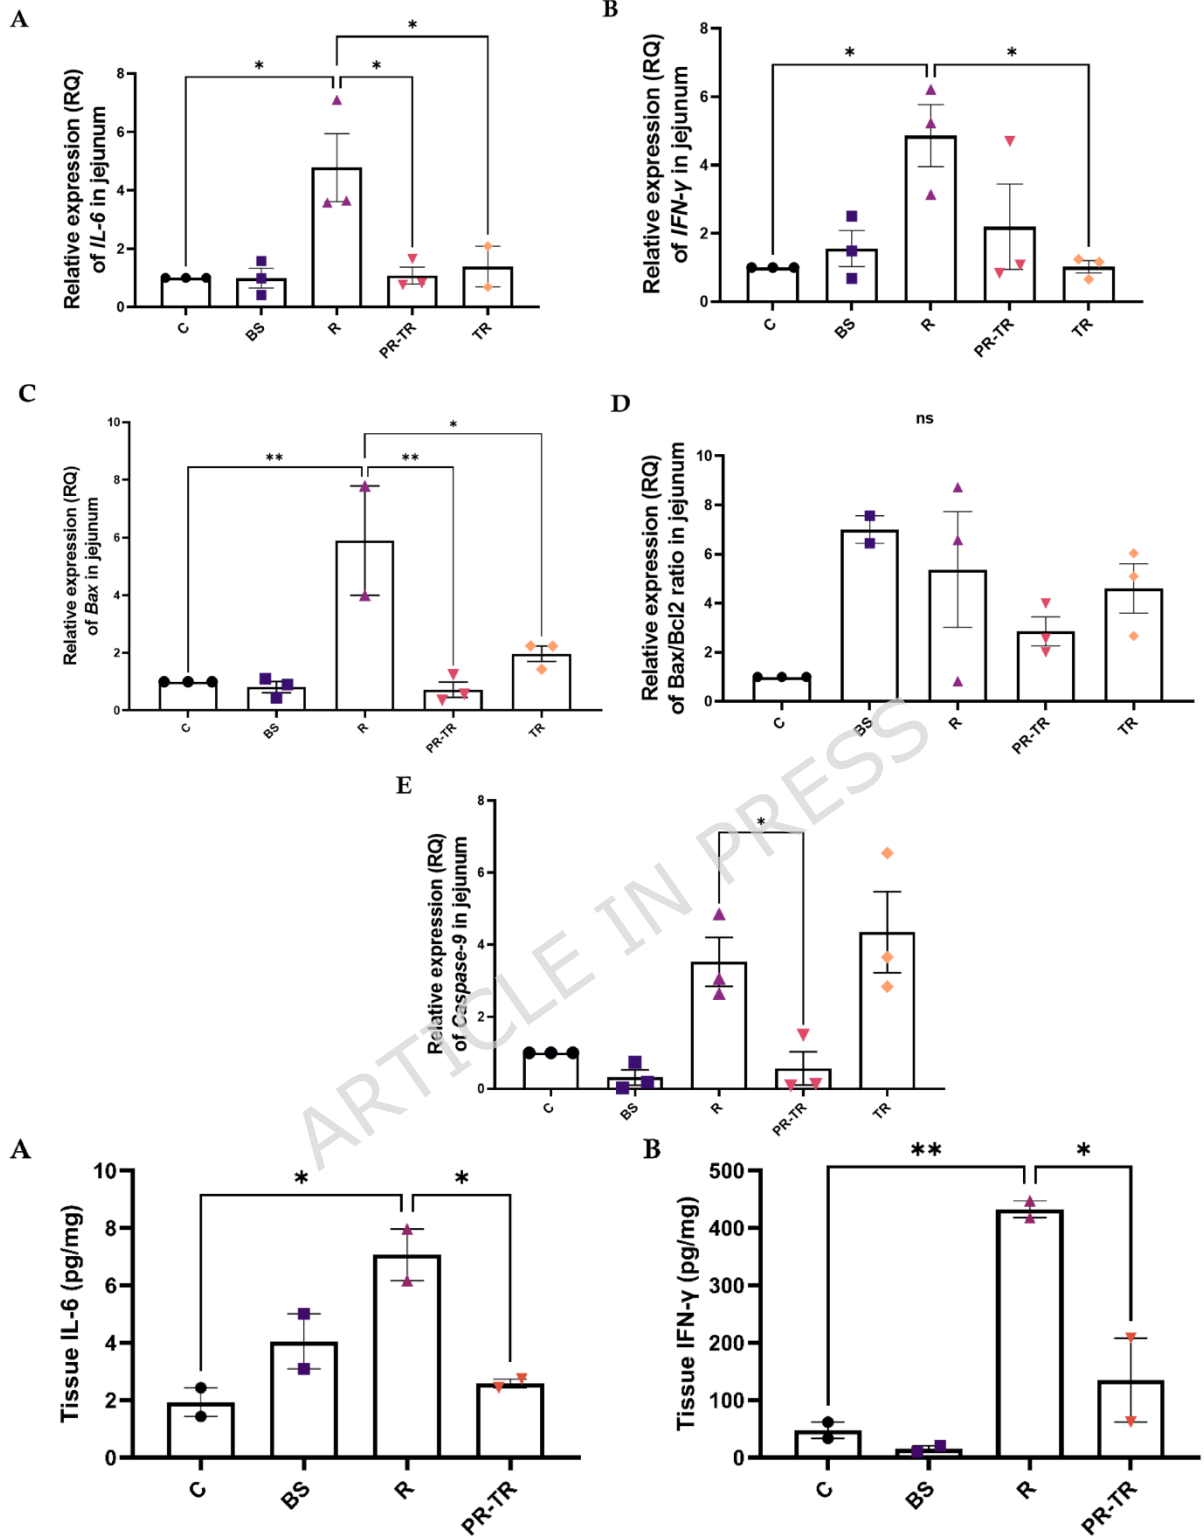 A
Relative expression (RQ)
of IL-6 in jejunum
8
6
4
2
0
*
*
*
C
BS
R
PR-TR
TR
B
Relative expression (RQ)
of IFN-γ in jejunum
8
6
4
2
0
*
*
C
BS
R
PR-TR
TR
C
Relative expression (RQ)
of Bax in jejunum
10
8
6
4
2
0
**
**
*
C
BS
R
PR-TR
TR
D
ns
Relative expression (RQ)
of Bax/Bcl2 ratio in jejunum
10
8
6
4
2
0
C
BS
R
PR-TR
TR
E
Relative expression (RQ)
of Caspase-9 in jejunum
8
6
4
2
0
*
C
BS
R
PR-TR
TR
ARTICLE IN PRESS
A
Tissue IL-6 (pg/mg)
10
8
6
4
2
0
*
*
C
BS
R
PR-TR
B
Tissue IFN-γ (pg/mg)
500
400
300
200
100
0
**
*
C
BS
R
PR-TR